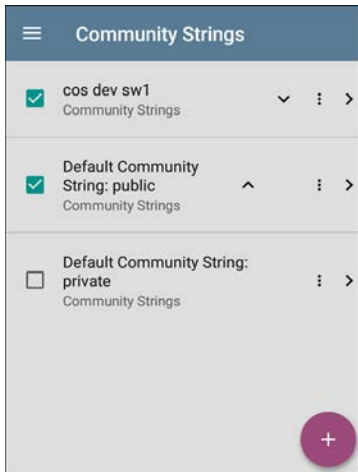 Community Strings
cos dev sw1
Community Strings
Default Community
String: public
Community Strings
Default Community String:
private
Community Strings